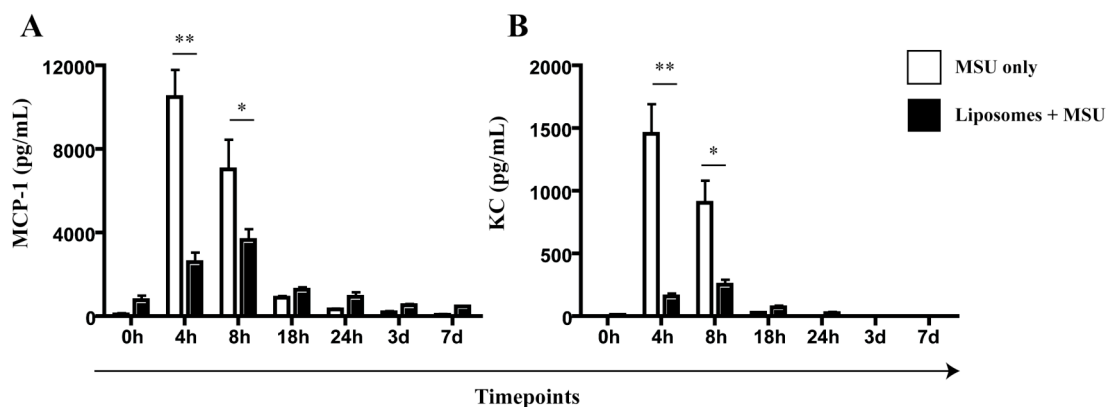 A
B
**
*
MCP-1 (pg/mL)
12000
8000
4000
0
0h 4h 8h 18h 24h 3d 7d
**
*
KC (pg/mL)
2000
1500
1000
500
0
0h 4h 8h 18h 24h 3d 7d
MSU only
Liposomes + MSU
Timepoints